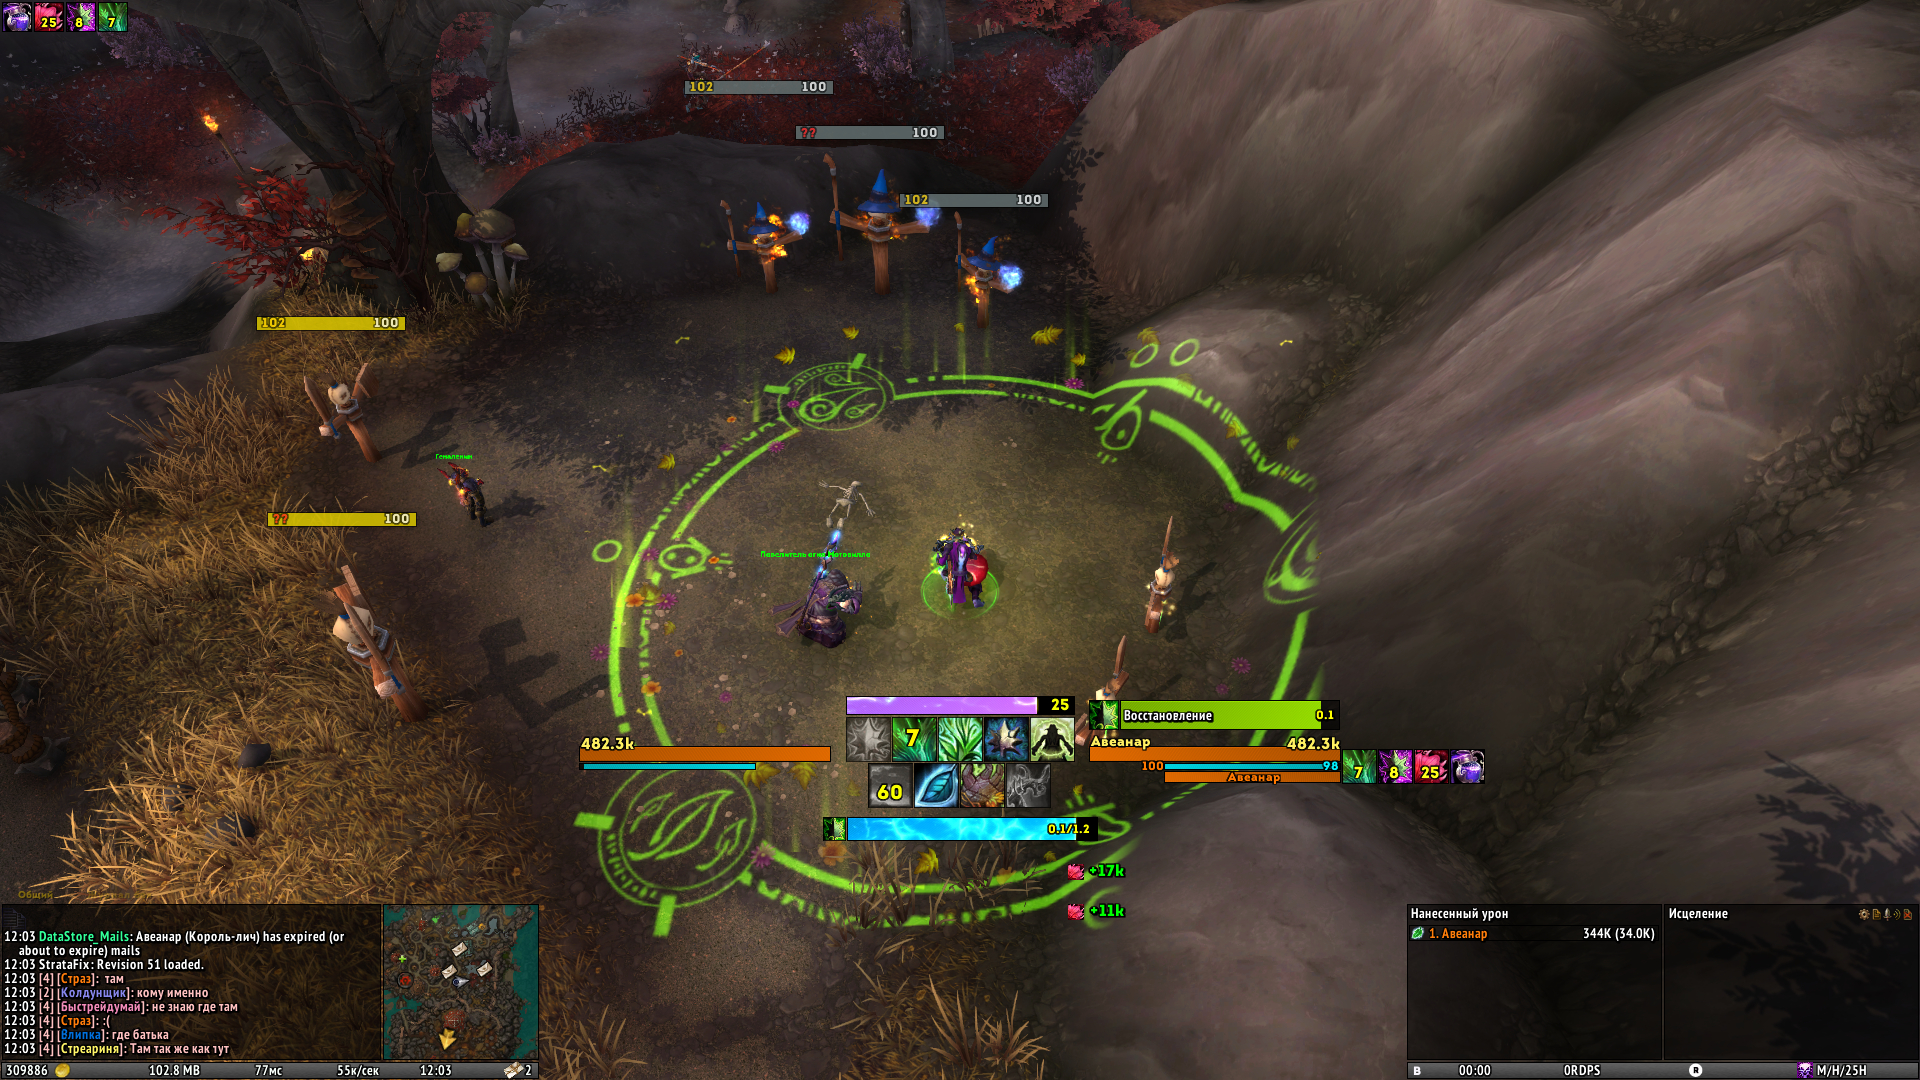 25 8 7
102 100
?? 100
102 100
102 100
?? 100
25
7
60
482.3k
Восстановление 0.1
Авеанар 482.3k
100 98
Авеанар
7 8 25
0.1/1.2
+17k
+11k
Общий
12:03 DataStore_Mails: Авеанар (Король-лич) has expired (or
about to expire) mails
12:03 StrataFix: Revision 51 loaded.
12:03 [4] [Страз]: там
12:03 [2] [Колдунщик]: кому именно
12:03 [4] [Быстрейдумай]: не знаю где там
12:03 [4] [Страз]: :(
12:03 [4] [Влипка]: где батька
12:03 [4] [Стреариня]: Там так же как тут
309886 102.8 MB 77мс 55к/сек 12:03 2
Нанесенный урон
1. Авеанар 344K (34.0K)
Исцеление
B 00:00 0RDPS R M/H/25H